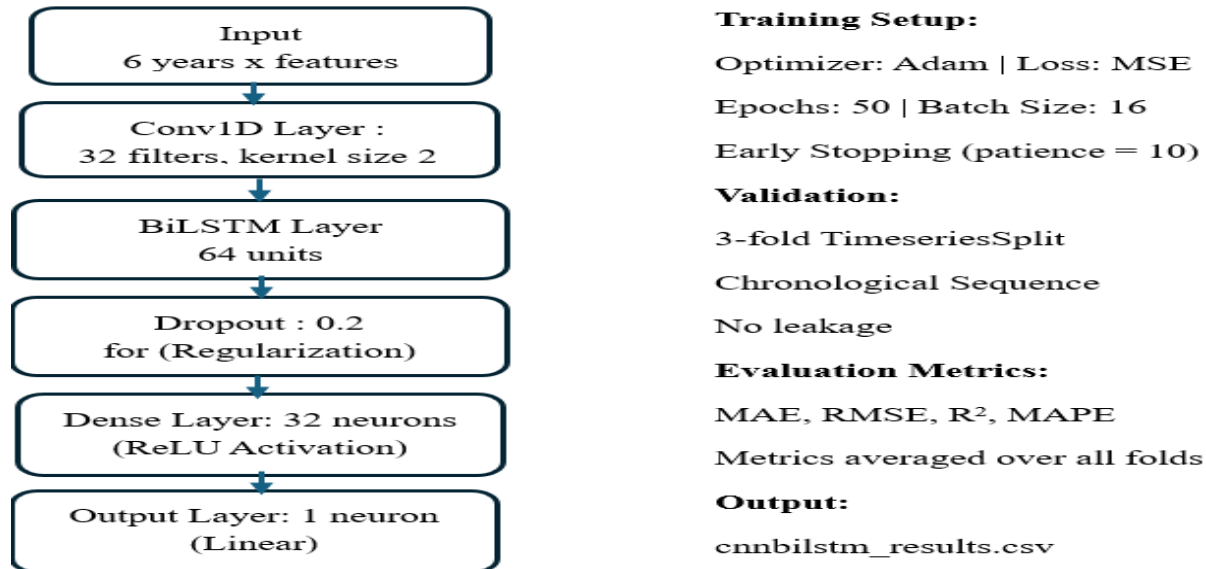 Input
6 years x features
Conv1D Layer :
32 filters, kernel size 2
BiLSTM Layer
64 units
Dropout : 0.2
for (Regularization)
Dense Layer: 32 neurons
(ReLU Activation)
Output Layer: 1 neuron
(Linear)
Training Setup:
Optimizer: Adam | Loss: MSE
Epochs: 50 | Batch Size: 16
Early Stopping (patience = 10)
Validation:
3-fold TimeseriesSplit
Chronological Sequence
No leakage
Evaluation Metrics:
MAE, RMSE, R², MAPE
Metrics averaged over all folds
Output:
cnnbilstm_results.csv